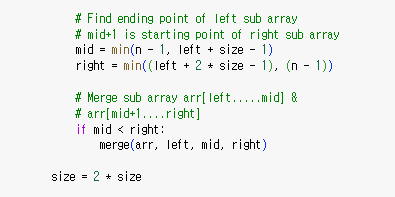 # Find ending point of left sub array
# mid+1 is starting point of right sub array
mid = min(n - 1, left + size - 1)
right = min((left + 2 * size - 1), (n - 1))
# Merge sub array arr[left.....mid] &
# arr[mid+1....right]
if mid < right:
merge(arr, left, mid, right)
size = 2 * size